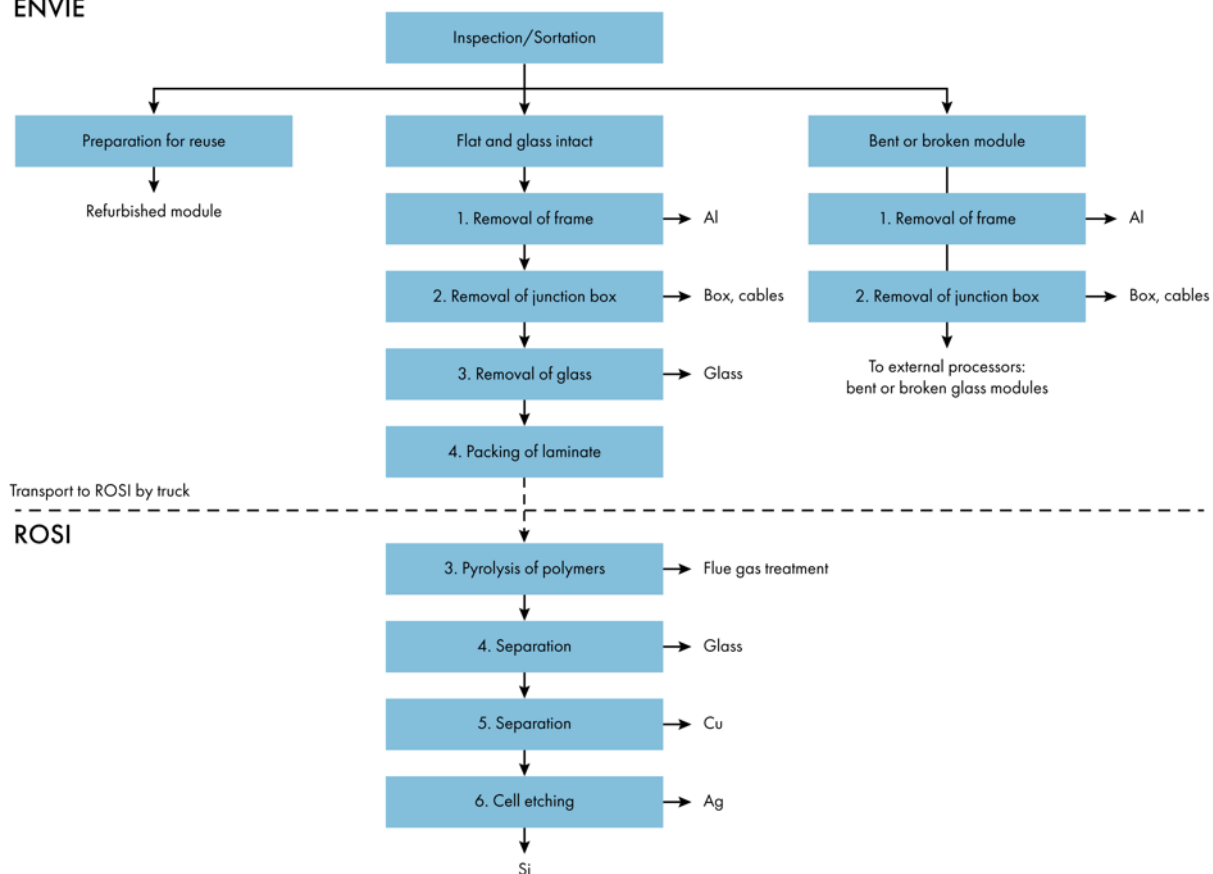 ENVIE
Inspection/Sortation
Preparation for reuse
Flat and glass intact
Bent or broken module
Refurbished module
1. Removal of frame
Al
1. Removal of frame
Al
2. Removal of junction box
Box, cables
2. Removal of junction box
Box, cables
3. Removal of glass
Glass
To external processors:
bent or broken glass modules
4. Packing of laminate
Transport to ROSI by truck
ROSI
3. Pyrolysis of polymers
Flue gas treatment
4. Separation
Glass
5. Separation
Cu
6. Cell etching
Ag
Si